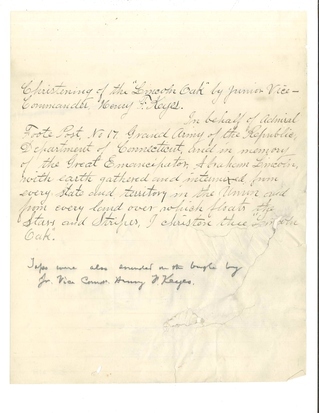 Christening of the "Lincoln Oak" by Junior Vice-
Commander, Henry F. Keyes.
In behalf of Admiral
Foote Post, No 17, Grand Army of the Republic,
Department of Connecticut, and in memory
of the Great Emancipator, Abraham Lincoln,
with earth gathered and interned from
every state and territory in the Union and
from every land over which floats the
Stars and Stripes, I christen thee "Lincoln
Oak".
Taps were also sounded on the bugle by
Jr. Vice Comdr. Henry F. Keyes.